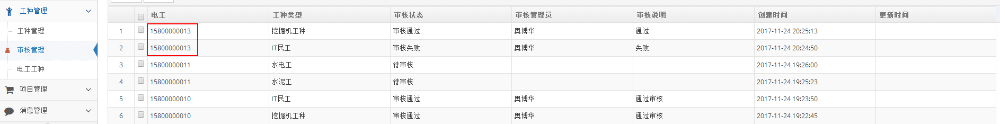 工种管理
工种管理
审核管理
电工工种
项目管理
消息管理
电工 工种类型 审核状态 审核管理员 审核说明 创建时间 更新时间
1 15800000013 挖掘机工种 审核通过 奥博华 通过 2017-11-24 20:25:13
2 15800000013 IT民工 审核失败 奥博华 失败 2017-11-24 20:24:50
3 15800000011 水电工 待审核 2017-11-24 19:26:00
4 15800000011 水泥工 待审核 2017-11-24 19:25:23
5 15800000010 IT民工 审核通过 奥博华 通过审核 2017-11-24 19:23:50
6 15800000010 挖掘机工种 审核通过 奥博华 通过审核 2017-11-24 19:22:45